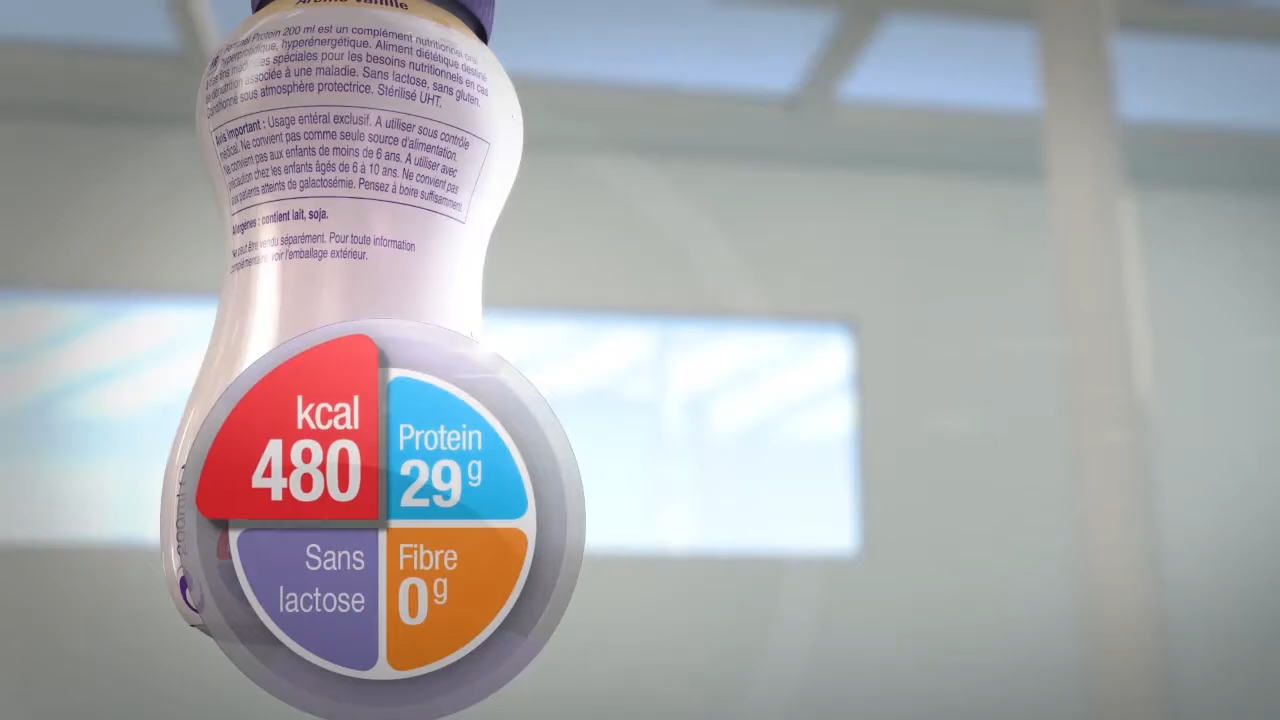 Arôme vanille
Protein 200 ml est un complément nutritionnel oral
hyperprotéique, hyperénergétique. Aliment diététique destiné
spéciales pour les besoins nutritionnels en cas
de dénutrition associée à une maladie. Sans lactose, sans gluten.
Conditionné sous atmosphère protectrice. Stérilisé UHT.
Avis important : Usage entéral exclusif. A utiliser sous contrôle
médical. Ne convient pas comme seule source d'alimentation.
Ne convient pas aux enfants de moins de 6 ans. A utiliser avec
précaution chez les enfants âgés de 6 à 10 ans. Ne convient pas
aux patients atteints de galactosémie. Pensez à boire suffisamment.
Allergènes : contient lait, soja.
Ne peut être vendu séparément. Pour toute information
complémentaire, voir l'emballage extérieur.
kcal
480
Protein
29 g
Sans
lactose
Fibre
0 g
200ml